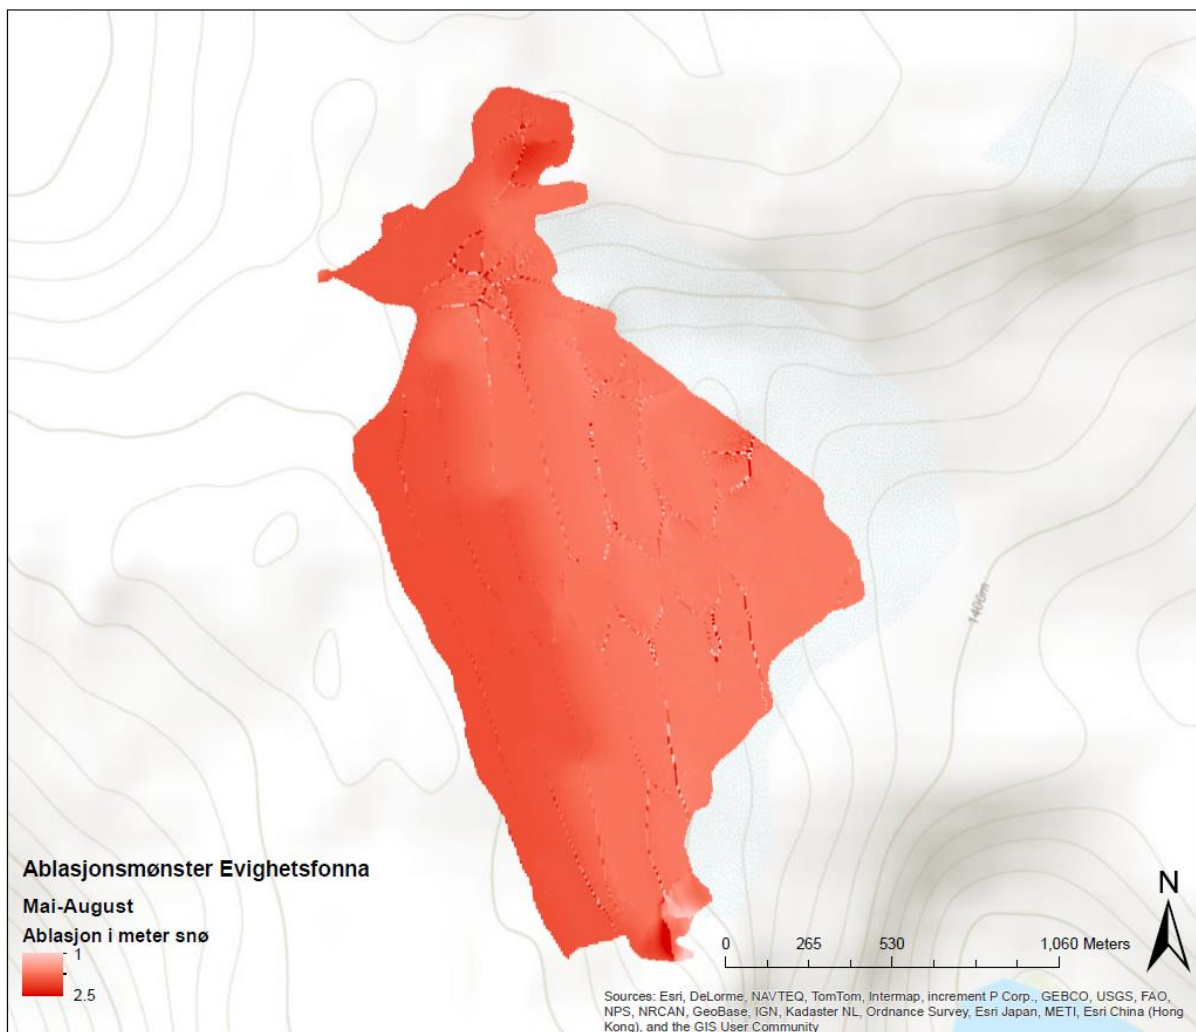 1400m
Ablasjonsmønster Evighetsfonna
Mai-August
Ablasjon i meter snø
1
2.5
N
0 265 530 1,060 Meters
Sources: Esri, DeLorme, NAVTEQ, TomTom, Intermap, increment P Corp., GEBCO, USGS, FAO,
NPS, NRCAN, GeoBase, IGN, Kadaster NL, Ordnance Survey, Esri Japan, METI, Esri China (Hong
Kong), and the GIS User Community